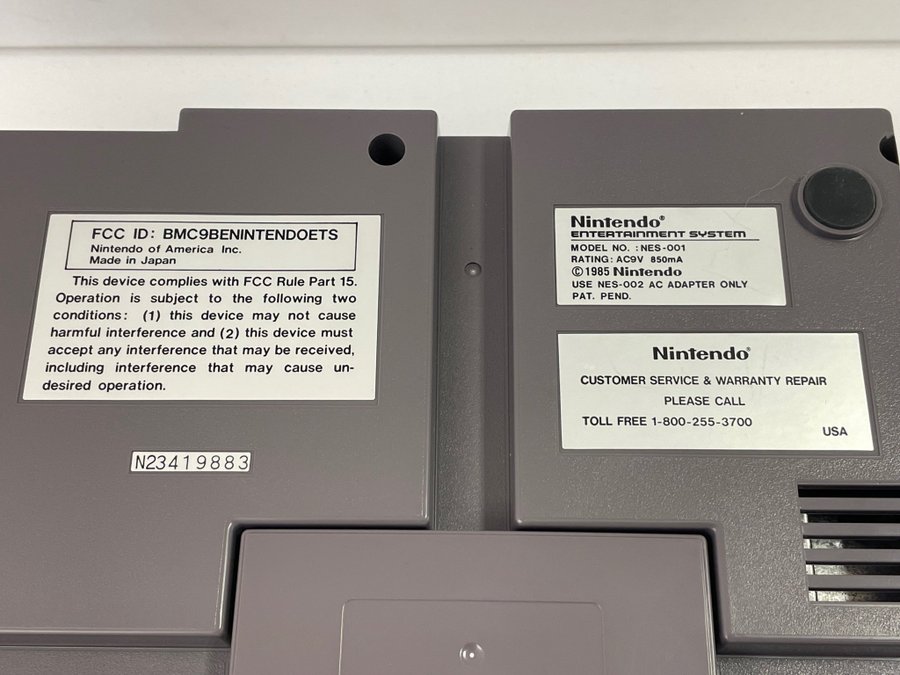 FCC ID: BMC9BENINTENDOETS
Nintendo of America Inc.
Made in Japan
This device complies with FCC Rule Part 15.
Operation is subject to the following two
conditions: (1) this device may not cause
harmful interference and (2) this device must
accept any interference that may be received,
including interference that may cause un-
desired operation.
N23419883
Nintendo®
ENTERTAINMENT SYSTEM
MODEL NO. : NES-001
RATING: AC9V 850mA
©1985 Nintendo
USE NES-002 AC ADAPTER ONLY
PAT. PEND.
Nintendo®
CUSTOMER SERVICE & WARRANTY REPAIR
PLEASE CALL
TOLL FREE 1-800-255-3700
USA